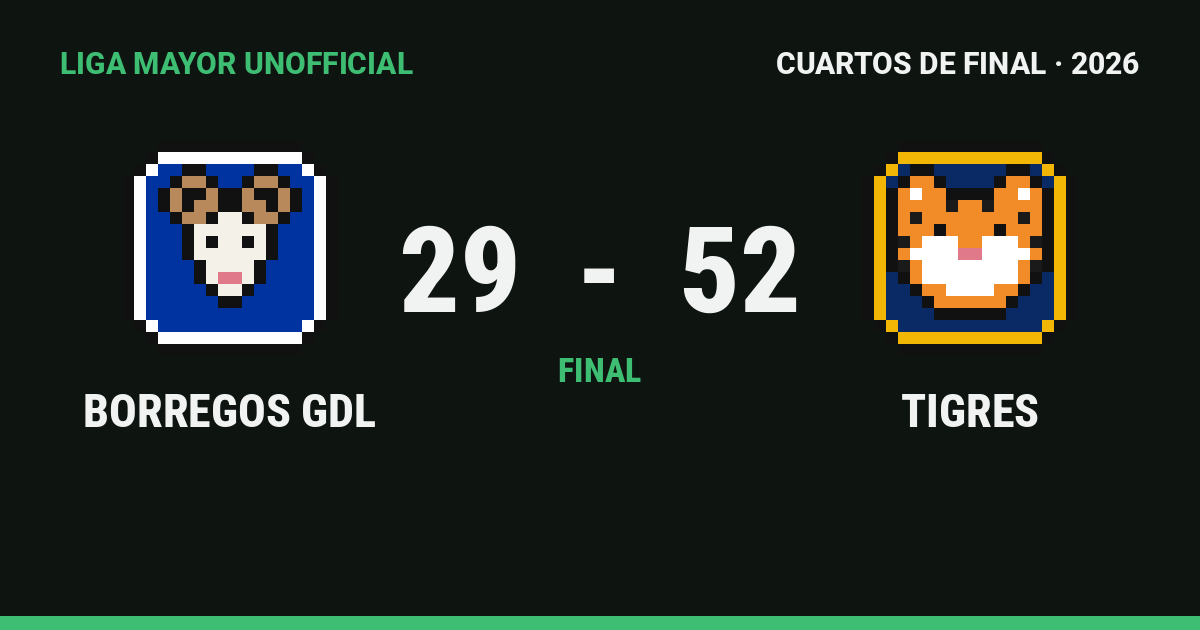 LIGA MAYOR UNOFFICIAL
CUARTOS DE FINAL · 2026
29 - 52
FINAL
BORREGOS GDL
TIGRES